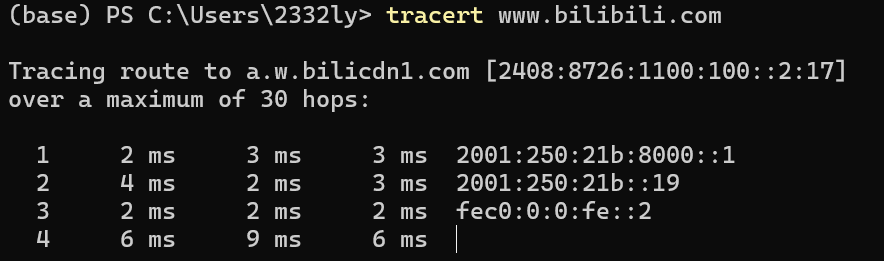 (base) PS C:\Users\2332ly> tracert www.bilibili.com
Tracing route to a.w.bilicdn1.com [2408:8726:1100:100::2:17]
over a maximum of 30 hops:
1 2 ms 3 ms 3 ms 2001:250:21b:8000::1
2 4 ms 2 ms 3 ms 2001:250:21b::19
3 2 ms 2 ms 2 ms fec0:0:0:fe::2
4 6 ms 9 ms 6 ms